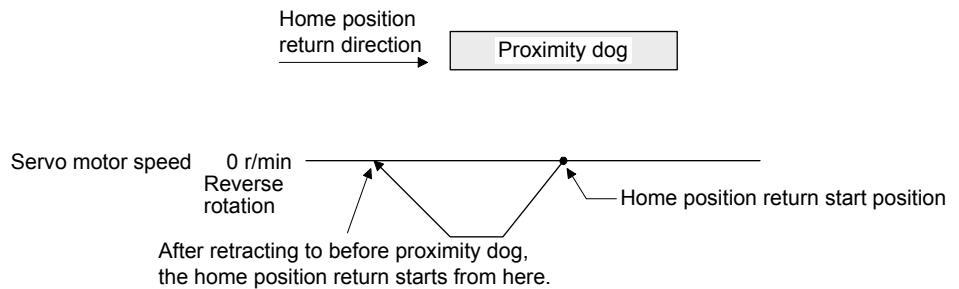 Home position
return direction
Proximity dog
Servo motor speed 0 r/min
Reverse
rotation
Home position return start position
After retracting to before proximity dog,
the home position return starts from here.